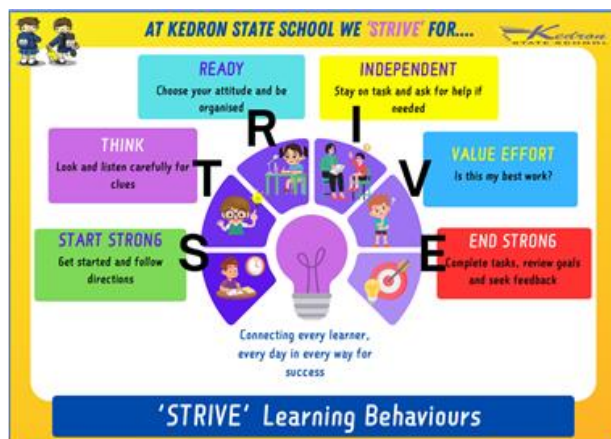 AT KEDRON STATE SCHOOL WE 'STRIVE' FOR....
Kedron
STATE SCHOOL
READY
Choose your attitude and be
organised
INDEPENDENT
Stay on task and ask for help if
needed
THINK
Look and listen carefully for
clues
VALUE EFFORT
Is this my best work?
START STRONG
Get started and follow
directions
END STRONG
Complete tasks, review goals
and seek feedback
S
T
R
I
V
E
Connecting every learner,
every day in every way for
success
'STRIVE' Learning Behaviours